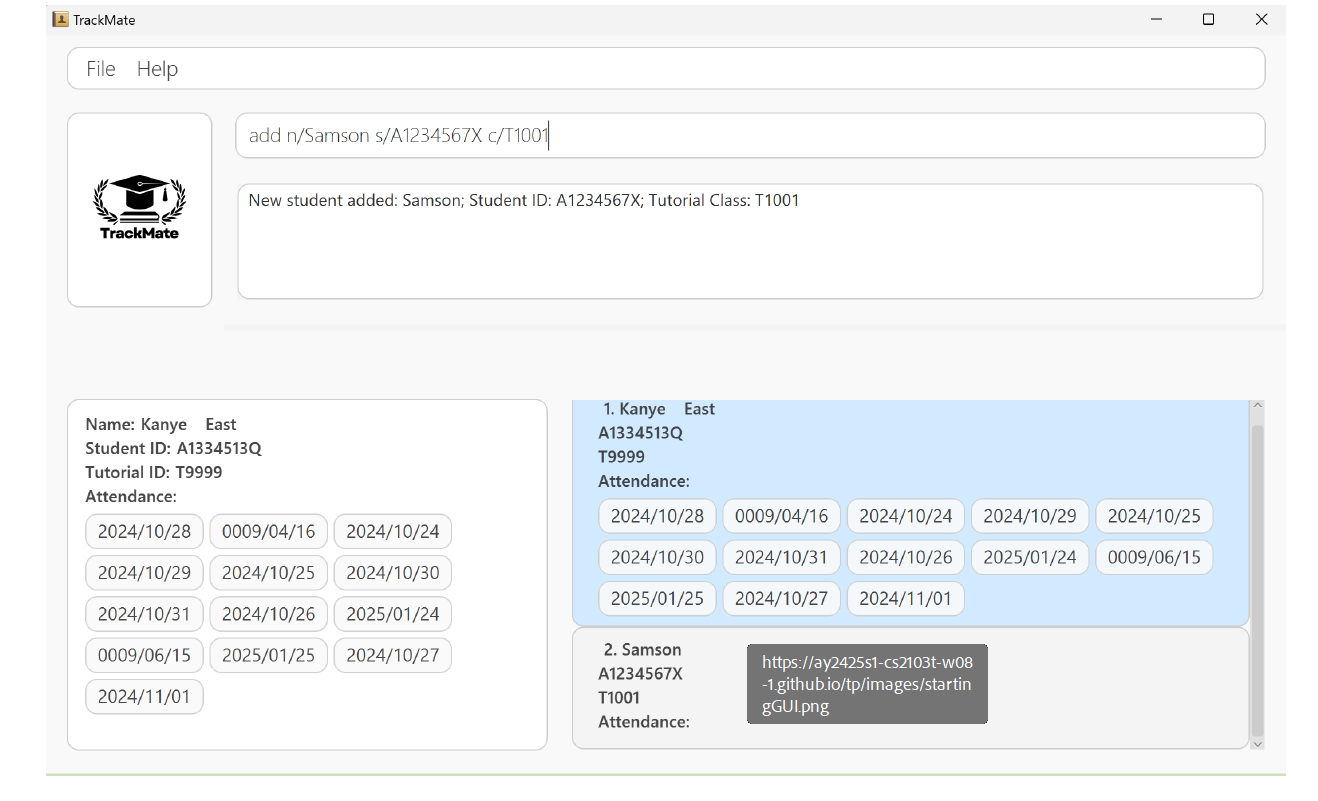 TrackMate
File Help
TrackMate
add n/Samson s/A1234567X c/T1001
New student added: Samson; Student ID: A1234567X; Tutorial Class: T1001
Name: Kanye East
Student ID: A1334513Q
Tutorial ID: T9999
Attendance:
2024/10/28 0009/04/16 2024/10/24
2024/10/29 2024/10/25 2024/10/30
2024/10/31 2024/10/26 2025/01/24
0009/06/15 2025/01/25 2024/10/27
2024/11/01
1. Kanye East
A1334513Q
T9999
Attendance:
2024/10/28 0009/04/16 2024/10/24 2024/10/29 2024/10/25
2024/10/30 2024/10/31 2024/10/26 2025/01/24 0009/06/15
2025/01/25 2024/10/27 2024/11/01
2. Samson
A1234567X
T1001
Attendance:
https://ay2425s1-cs2103t-w08
-1.github.io/tp/images/startin
gGUI.png